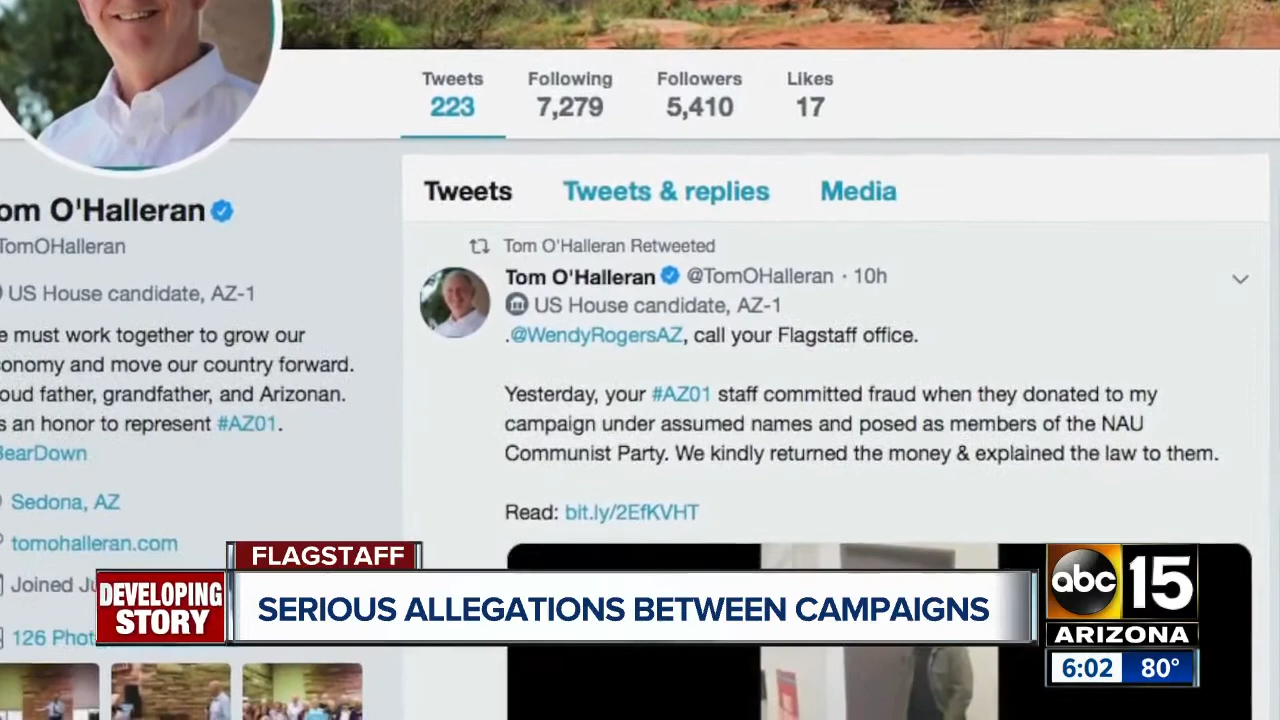 Tweets Following Followers Likes
223 7,279 5,410 17
Tweets Tweets & replies Media
om O'Halleran
TomOHalleran
US House candidate, AZ-1
e must work together to grow our
onomy and move our country forward.
oud father, grandfather, and Arizonan.
s an honor to represent #AZ01.
BearDown
Sedona, AZ
tomohalleran.com
Joined Ju
126 Phot
Tom O'Halleran Retweeted
Tom O'Halleran @TomOHalleran · 10h
US House candidate, AZ-1
.@WendyRogersAZ, call your Flagstaff office.
Yesterday, your #AZ01 staff committed fraud when they donated to my
campaign under assumed names and posed as members of the NAU
Communist Party. We kindly returned the money & explained the law to them.
Read: bit.ly/2EfKVHT
FLAGSTAFF
DEVELOPING
STORY
SERIOUS ALLEGATIONS BETWEEN CAMPAIGNS
abc 15
ARIZONA
6:02 80°